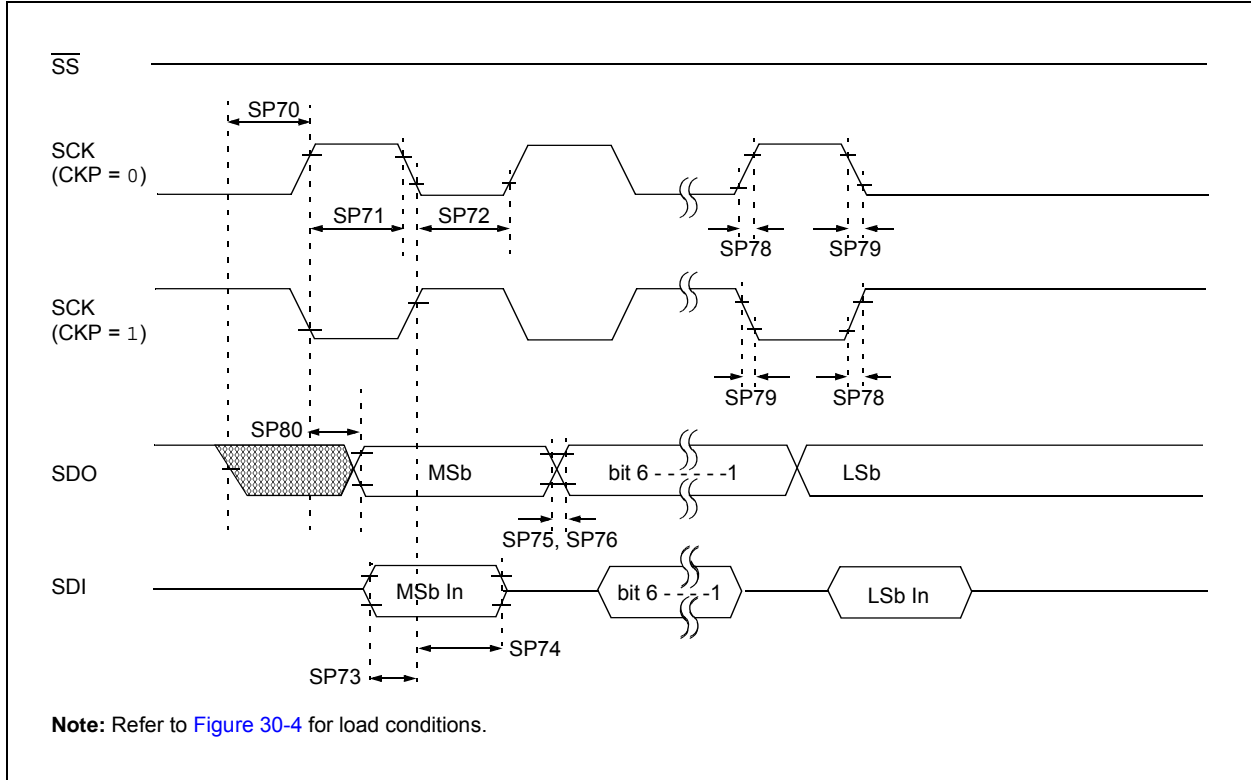 SS
SP70
SCK
(CKP = 0)
SP71
SP72
SP78
SP79
SCK
(CKP = 1)
SP79
SP78
SP80
SDO
MSb
bit 6 - - - - - -1
LSb
SP75, SP76
SDI
MSb In
bit 6 - - - -1
LSb In
SP74
SP73
Note: Refer to Figure 30-4 for load conditions.